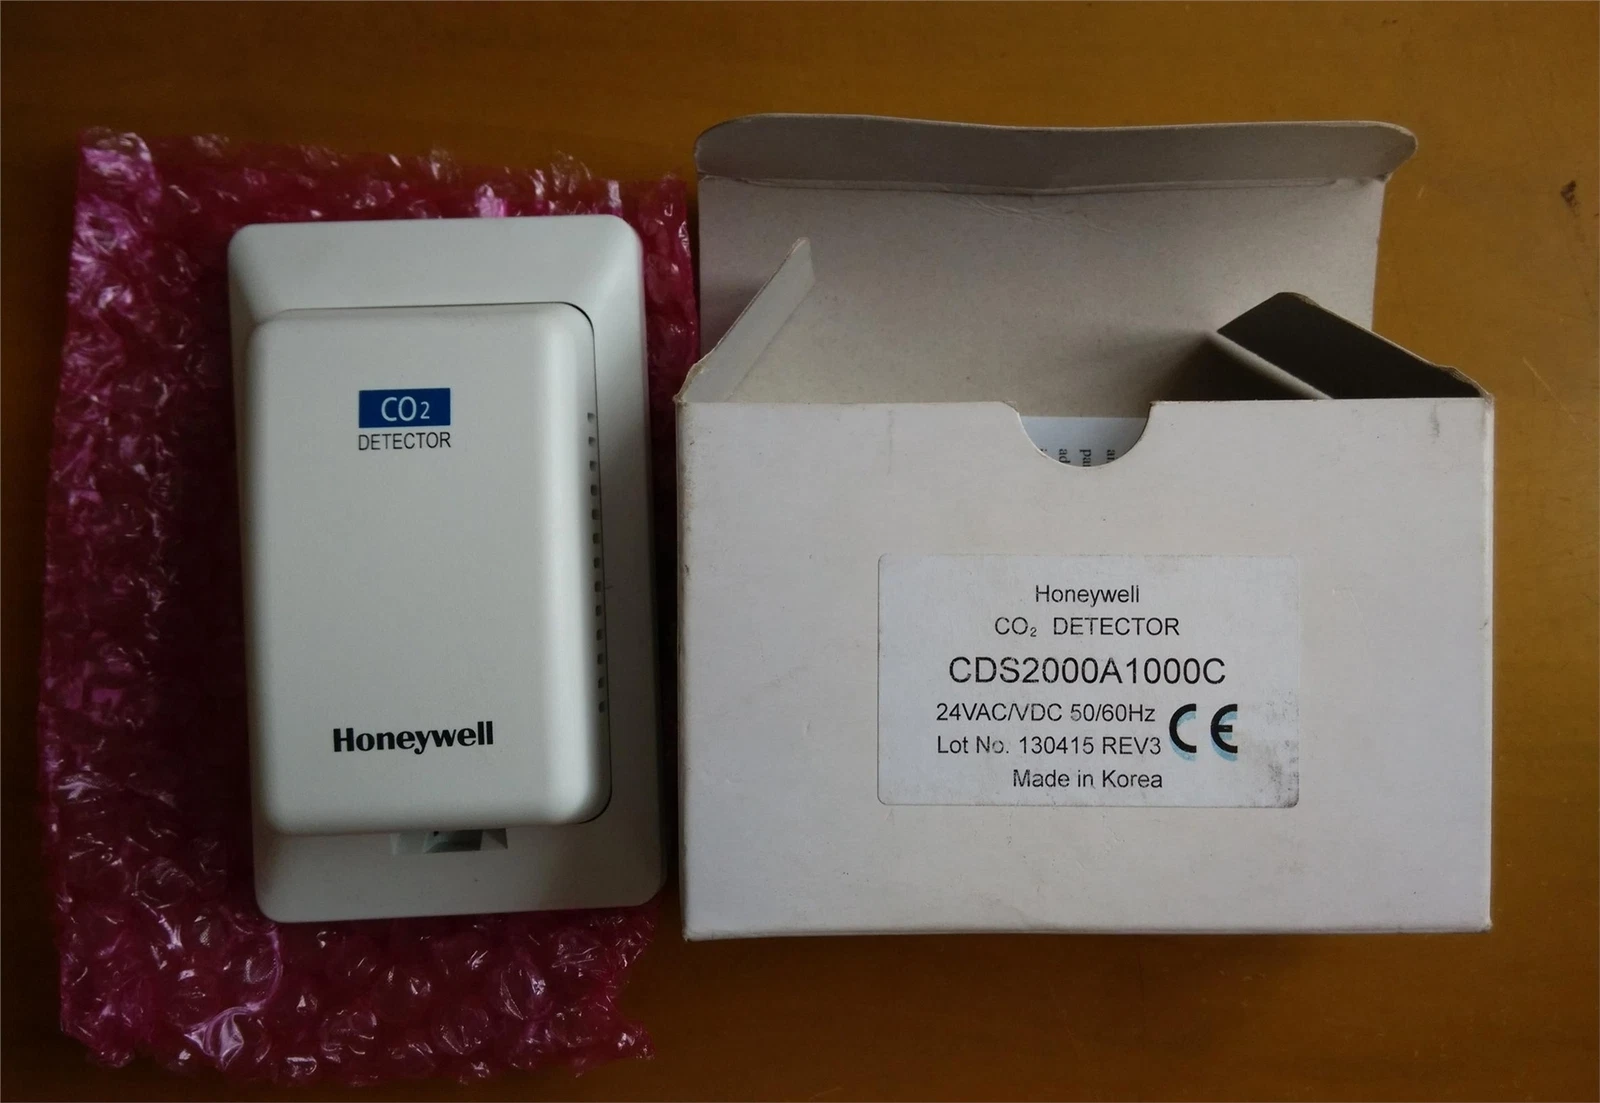 CO2
DETECTOR
Honeywell
Honeywell
CO₂ DETECTOR
CDS2000A1000C
24VAC/VDC 50/60Hz
Lot No. 130415 REV3
Made in Korea
CE